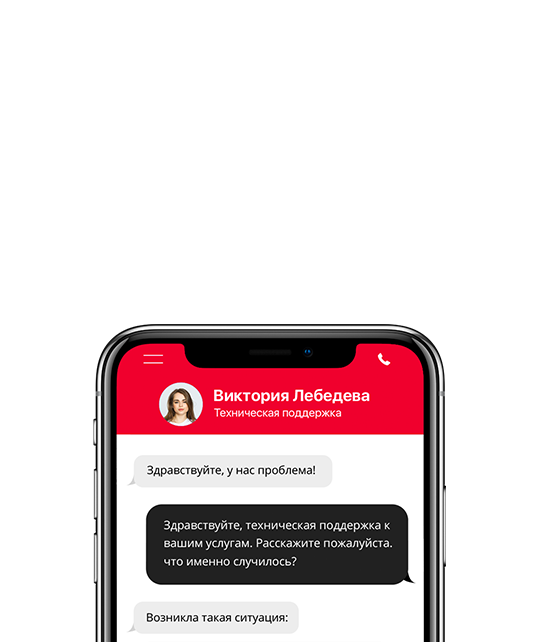 Виктория Лебедева
Техническая поддержка
Здравствуйте, у нас проблема!
Здравствуйте, техническая поддержка к
вашим услугам. Расскажите пожалуйста.
что именно случилось?
Возникла такая ситуация: